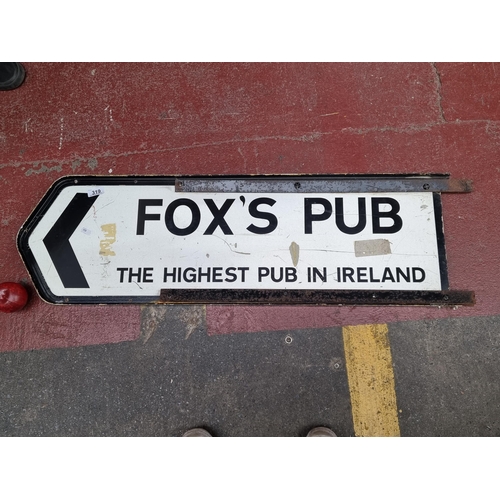 FOX'S PUB
THE HIGHEST PUB IN IRELAND